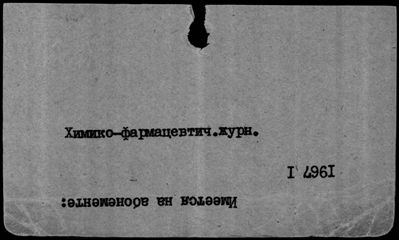 Химико-фармацевтич.журн.
Имеется на абонементе:
1967 I